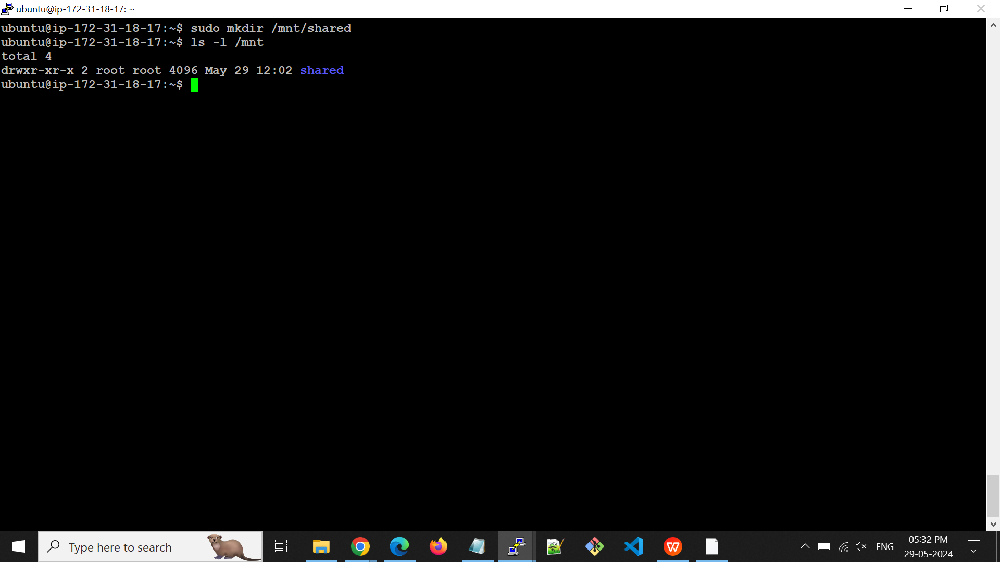 ubuntu@ip-172-31-18-17: ~
ubuntu@ip-172-31-18-17:~$ sudo mkdir /mnt/shared
ubuntu@ip-172-31-18-17:~$ ls -l /mnt
total 4
drwxr-xr-x 2 root root 4096 May 29 12:02 shared
ubuntu@ip-172-31-18-17:~$
Type here to search
ENG
05:32 PM
29-05-2024